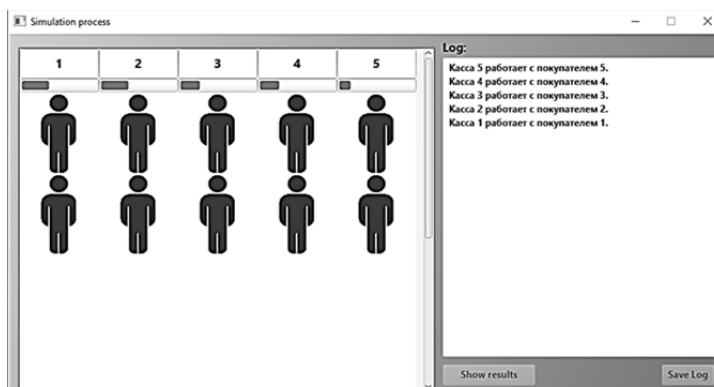 Simulation process
1 2 3 4 5
Log:
Касса 5 работает с покупателем 5.
Касса 4 работает с покупателем 4.
Касса 3 работает с покупателем 3.
Касса 2 работает с покупателем 2.
Касса 1 работает с покупателем 1.
Show results
Save Log